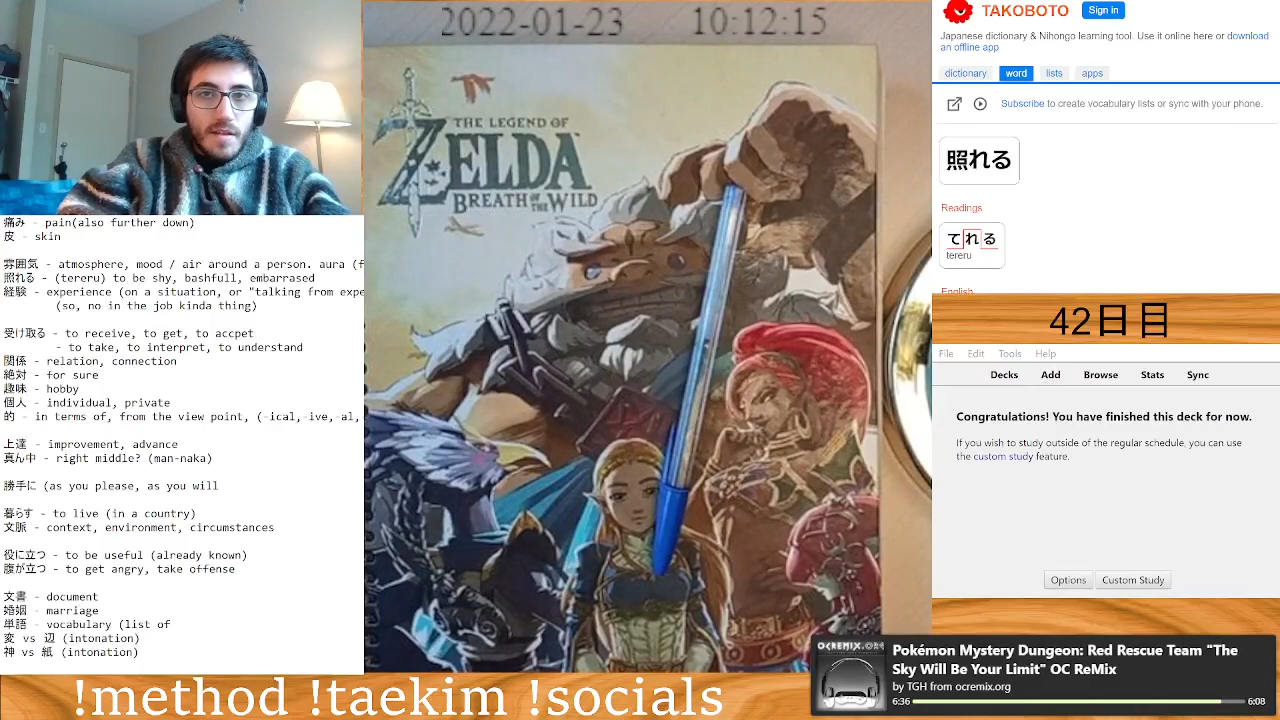 痛み - pain(also further down)
皮 - skin
雰囲気 - atmosphere, mood / air around a person. aura (f
照れる - (tereru) to be shy, bashfull, embarrased
経験 - experience (on a situation, or "talking from expe
(so, no in the job kinda thing)
受け取る - to receive, to get, to accpet
- to take, to interpret, to understand
関係 - relation, connection
絶対 - for sure
趣味 - hobby
個人 - individual, private
的 - in terms of, from the view point, (-ical,-ive,-al,
上達 - improvement, advance
真ん中 - right middle? (man-naka)
勝手に (as you please, as you will
暮らす - to live (in a country)
文脈 - context, environment, circumstances
役に立つ - to be useful (already known)
腹が立つ - to get angry, take offense
文書 - document
婚姻 - marriage
単語 - vocabulary (list of
変 vs 辺 (intonation)
神 vs 紙 (intonation)
2022-01-23 10:12:15
THE LEGEND OF
ZELDA
BREATH OF THE WILD
TAKOBOTO Sign in
Japanese dictionary & Nihongo learning tool. Use it online here or download
an offline app
dictionary word lists apps
Subscribe to create vocabulary lists or sync with your phone.
照れる
Readings
てれる
tereru
English
42日目
File Edit Tools Help
Decks Add Browse Stats Sync
Congratulations! You have finished this deck for now.
If you wish to study outside of the regular schedule, you can use
the custom study feature.
Options Custom Study
!method !taekim !socials
OCREMIX.ORG
Pokémon Mystery Dungeon: Red Rescue Team "The
Sky Will Be Your Limit" OC ReMix
by TGH from ocremix.org
6:36 6:08